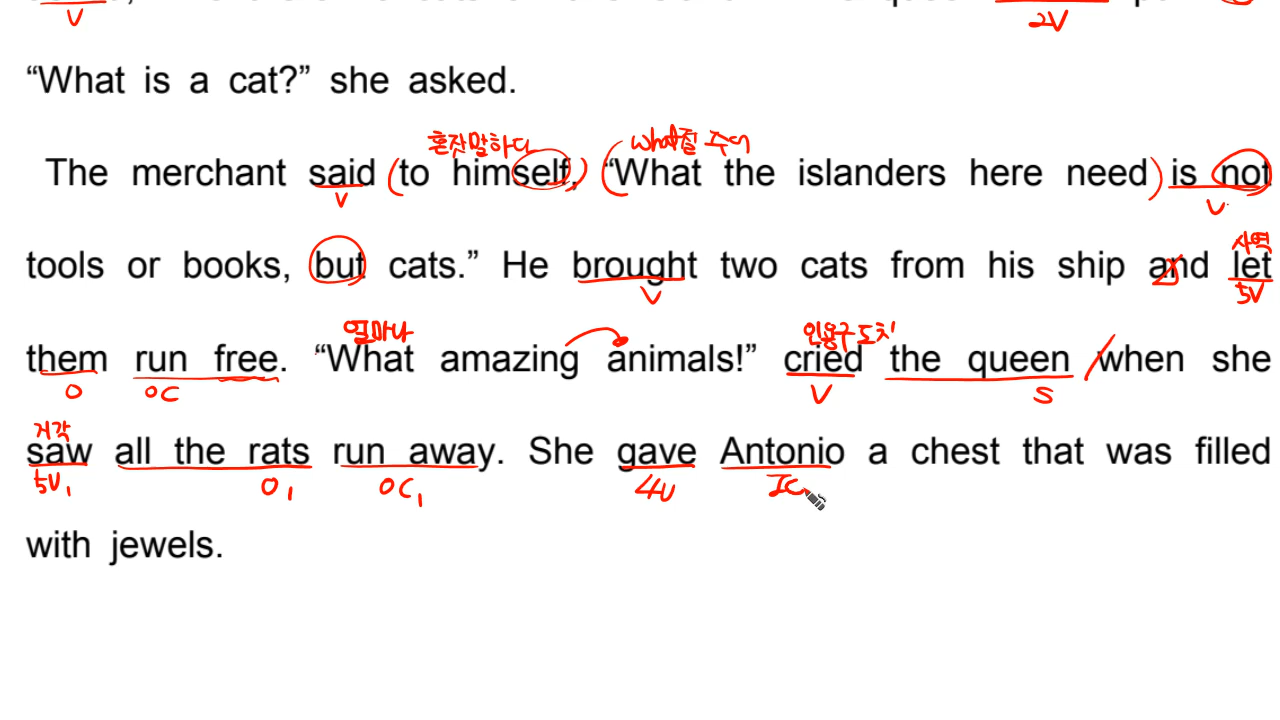 V 2V
“What is a cat?” she asked.
혼잣말하다 what절 주어
The merchant said (to himself,) (“What the islanders here need) is not
V V
사역
tools or books, but cats.” He brought two cats from his ship and let
V 5V
얼마나 인용구 도치
them run free. “What amazing animals!” cried the queen / when she
O OC V S
지각
saw all the rats run away. She gave Antonio a chest that was filled
5V1 O1 OC1 4V
with jewels.